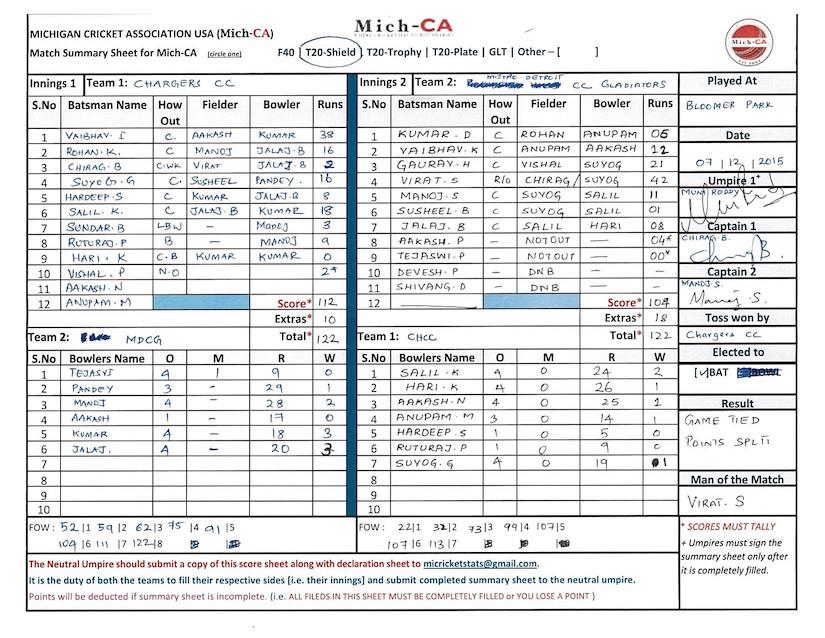 MICHIGAN CRICKET ASSOCIATION USA (Mich-CA)
Mich-CA
Match Summary Sheet for Mich-CA (circle one) F40 | T20-Shield | T20-Trophy | T20-Plate | GLT | Other – [ ]
Mich-CA
Innings 1 Team 1: CHARGERS CC
S.No Batsman Name How Out Fielder Bowler Runs
1 VAIBHAV. I C. AAKASH KUMAR 38
2 ROHAN. K. C MANOJ JALAJ. B 16
3 CHIRAG. B C.WK VIRAT JALAJ. B 2
4 SUYOG. G C. SUSHEEL PANDEY. 16
5 HARDEEP. S C KUMAR JALAJ. B 8
6 SALIL. K. C JALAJ. B KUMAR 18
7 SUNDAR. B LBW – Manoj 3
8 RUTURAJ. P B – MANOJ 9
9 HARI. K C.B KUMAR KUMAR 0
10 VISHAL. P N.O 2*
11 AAKASH. N
12 ANUPAM. M Score* 112
Extras* 10
Total* 122
Innings 2 Team 2: METRO DETROIT CC GLADIATORS
S.No Batsman Name How Out Fielder Bowler Runs
1 KUMAR. D C ROHAN ANUPAM 05
2 VAIBHAV. K C ANUPAM AAKASH 12
3 GAURAV. H C VISHAL SUYOG 21
4 VIRAT. S R/O CHIRAG / SUYOG 42
5 MANOJ. S C SUYOG SALIL 11
6 SUSHEEL. B C SUYOG SALIL 01
7 JALAJ. B C SALIL HARI 08
8 AAKASH. P – NOT OUT — 04*
9 TEJASWI. P – NOTOUT — 00*
10 DEVESH. P – DNB –
11 SHIVANG. D – DNB –
12 Score* 104
Extras* 18
Total* 122
Team 2: MDCG
S.No Bowlers Name O M R W
1 TEJASVI 4 1 9 0
2 PANDEY 3 – 29 1
3 MANOJ 4 – 28 2
4 AAKASH 1 – 17 0
5 KUMAR 4 – 18 3
6 JALAJ. 4 – 20 3
7
8
9
10
FOW: 52|1 59|2 62|3 75|4 91|5
109|6 111|7 122|8
Team 1: CHCC
S.No Bowlers Name O M R W
1 SALIL. K 4 0 24 2
2 HARI. K 4 0 26 1
3 AAKASH. N 4 0 25 1
4 ANUPAM. M 3 0 14 1
5 HARDEEP. S 1 0 5 0
6 RUTURAJ. P 1 0 9 0
7 SUYOG. G 4 0 19 1
8
9
10
FOW: 22|1 32|2 73|3 99|4 107|5
107|6 113|7
Played At
BLOOMER PARK
Date
07/12/2015
Umpire 1+
MUNI REDDY
Captain 1
CHIRAG. B.
Captain 2
MANOJ. S.
Manoj S.
Toss won by
Chargers CC
Elected to
[✓] BAT
Result
GAME TIED
POINTS SPLIT
Man of the Match
VIRAT. S
* SCORES MUST TALLY
+ Umpires must sign the
summary sheet only after
it is completely filled.
The Neutral Umpire should submit a copy of this score sheet along with declaration sheet to micricketstats@gmail.com.
It is the duty of both the teams to fill their respective sides [i.e. their innings] and submit completed summary sheet to the neutral umpire.
Points will be deducted if summary sheet is incomplete. (i.e. ALL FILEDS IN THIS SHEET MUST BE COMPLETELY FILLED or YOU LOSE A POINT )